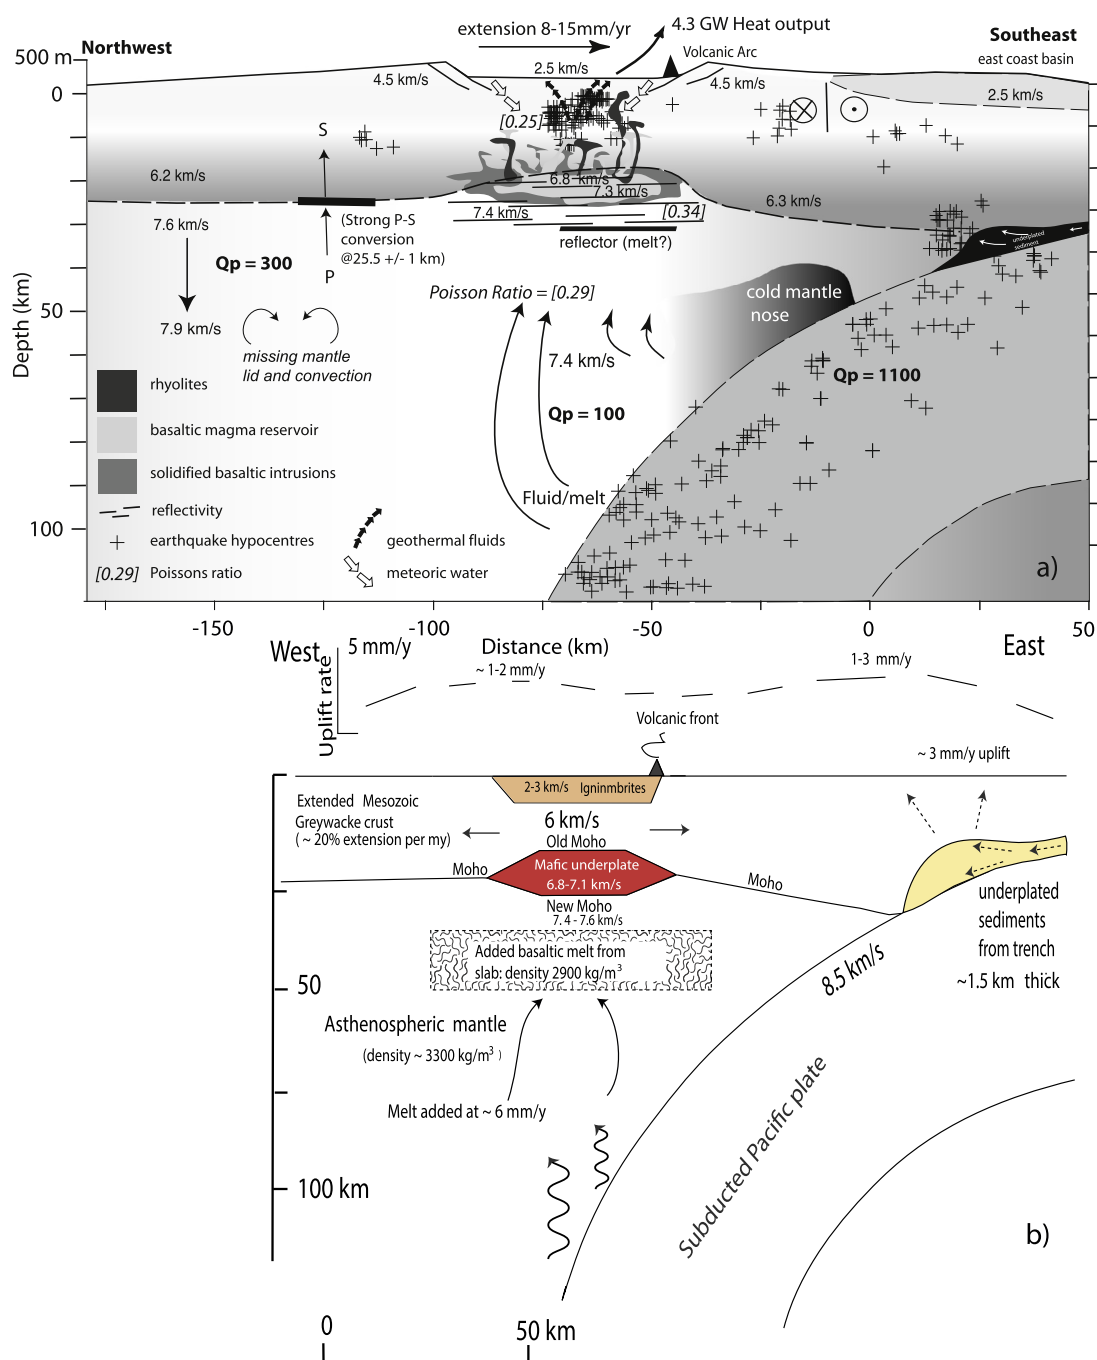 extension 8-15mm/yr
4.3 GW Heat output
Northwest
Southeast
Volcanic Arc
east coast basin
500 m
0
50
100
Depth (km)
4.5 km/s
2.5 km/s
4.5 km/s
2.5 km/s
[0.25]
S
6.2 km/s
6.8 km/s
7.3 km/s
6.3 km/s
7.6 km/s
(Strong P-S
conversion
@25.5 +/- 1 km)
P
7.4 km/s
[0.34]
reflector (melt?)
underplated
sediment
Qp = 300
Poisson Ratio = [0.29]
cold mantle
nose
7.9 km/s
missing mantle
lid and convection
7.4 km/s
Qp = 1100
Qp = 100
Fluid/melt
rhyolites
basaltic magma reservoir
solidified basaltic intrusions
reflectivity
earthquake hypocentres
[0.29] Poissons ratio
geothermal fluids
meteoric water
a)
-150
-100
-50
0
50
Distance (km)
West
East
5 mm/y
Uplift rate
~ 1-2 mm/y
1-3 mm/y
Volcanic front
~ 3 mm/y uplift
2-3 km/s Igninmbrites
Extended Mesozoic
Greywacke crust
( ~ 20% extension per my)
6 km/s
Old Moho
Moho
Mafic underplate
6.8-7.1 km/s
Moho
New Moho
7. 4 - 7.6 km/s
underplated
sediments
from trench
~1.5 km thick
Added basaltic melt from
slab: density 2900 kg/m³
8.5 km/s
50
Asthenospheric mantle
(density ~ 3300 kg/m³ )
Melt added at ~ 6 mm/y
Subducted Pacific plate
100 km
b)
0
50 km